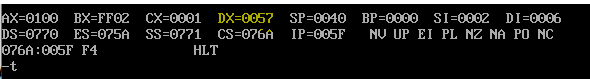 AX=0100 BX=FF02 CX=0001 DX=0057 SP=0040 BP=0000 SI=0002 DI=0006
DS=0770 ES=075A SS=0771 CS=076A IP=005F NV UP EI PL NZ NA PO NC
076A:005F F4 HLT
-t